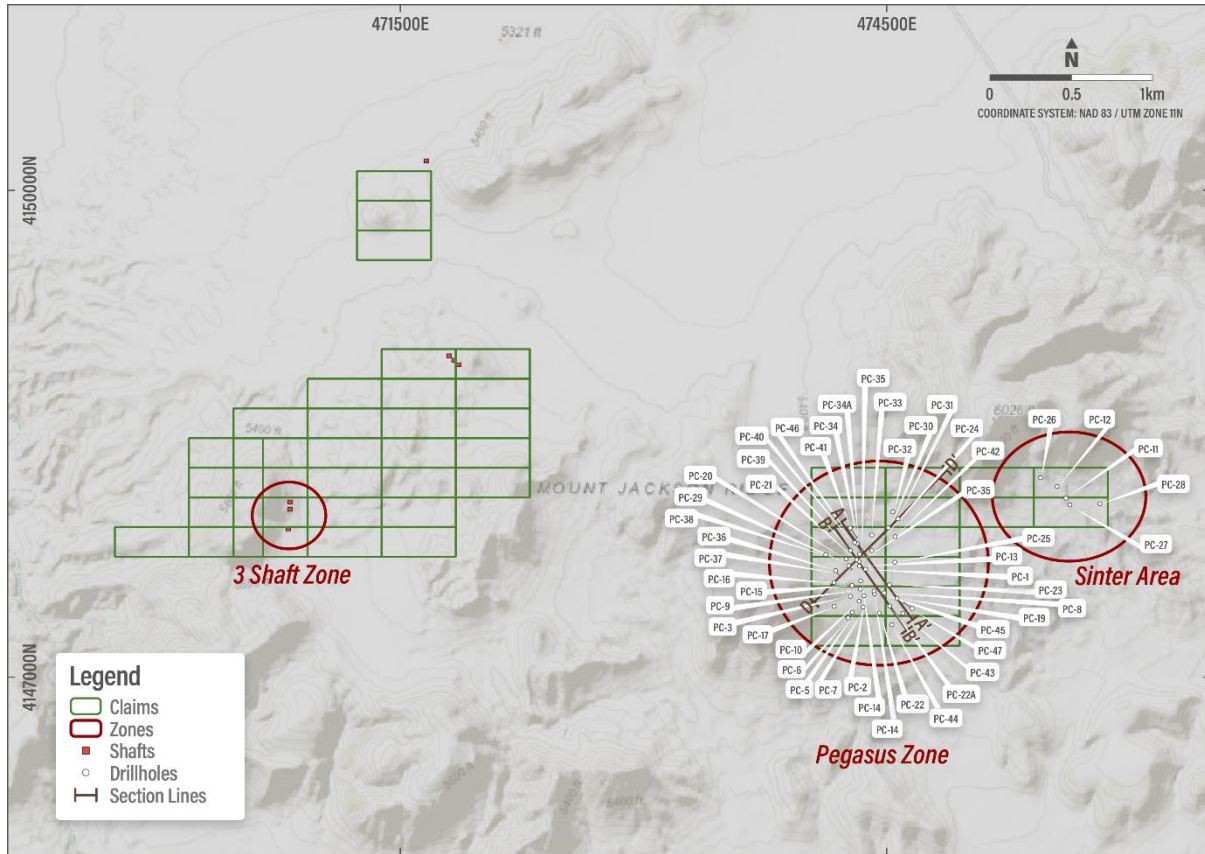 471500E
474500E
5321 ft
N
0 0.5 1km
COORDINATE SYSTEM: NAD 83 / UTM ZONE 11N
5400 ft
4150000N
PC-35
PC-34A
PC-33
PC-31
PC-46
PC-34
PC-30
PC-24
PC-40
PC-41
PC-32
PC-42
PC-39
D'
PC-20
PC-21
PC-35
6026 ft
PC-26
PC-12
PC-11
PC-28
PC-27
5400 ft
MOUNT JACKSON
PC-29
A
B
PC-38
PC-25
PC-36
PC-13
PC-37
PC-1
Sinter Area
PC-16
PC-23
PC-15
PC-8
PC-9
D
PC-19
PC-3
A'
PC-45
PC-17
B'
PC-10
PC-47
PC-6
PC-43
PC-5
PC-7
PC-2
PC-22A
PC-14
PC-22
PC-44
PC-14
3 Shaft Zone
Pegasus Zone
4147000N
Legend
Claims
Zones
Shafts
Drillholes
Section Lines
5400 ft